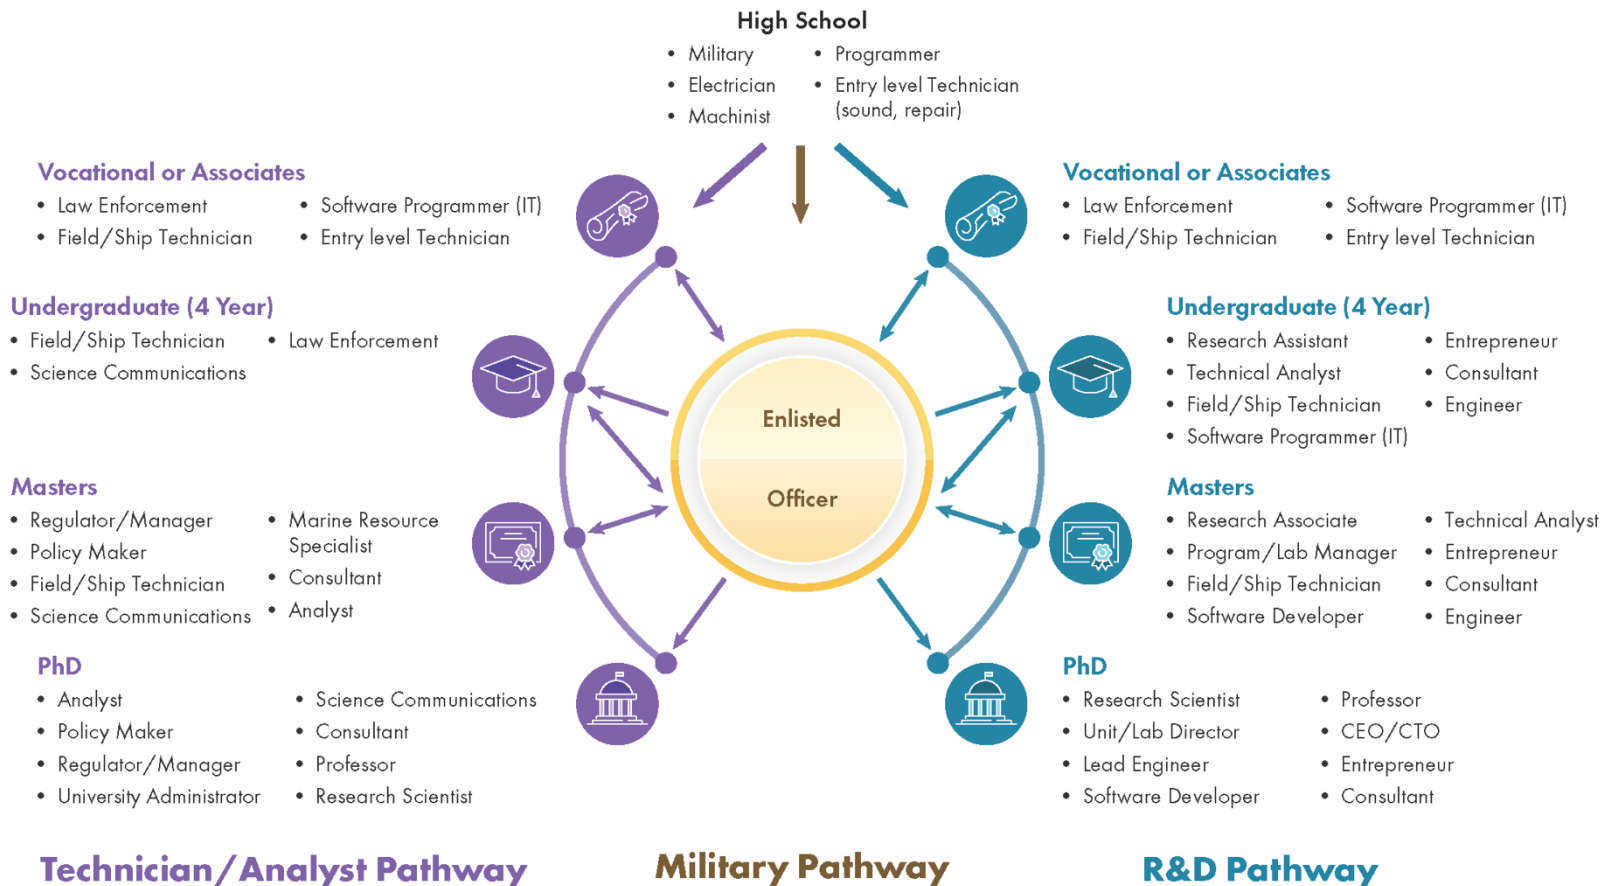 High School
• Military
• Electrician
• Machinist
• Programmer
• Entry level Technician
(sound, repair)
Vocational or Associates
• Law Enforcement
• Field/Ship Technician
• Software Programmer (IT)
• Entry level Technician
Undergraduate (4 Year)
• Field/Ship Technician
• Science Communications
• Law Enforcement
Masters
• Regulator/Manager
• Policy Maker
• Field/Ship Technician
• Science Communications
• Marine Resource
Specialist
• Consultant
• Analyst
PhD
• Analyst
• Policy Maker
• Regulator/Manager
• University Administrator
• Science Communications
• Consultant
• Professor
• Research Scientist
Technician/Analyst Pathway
Enlisted
Officer
Military Pathway
Vocational or Associates
• Law Enforcement
• Field/Ship Technician
• Software Programmer (IT)
• Entry level Technician
Undergraduate (4 Year)
• Research Assistant
• Technical Analyst
• Field/Ship Technician
• Software Programmer (IT)
• Entrepreneur
• Consultant
• Engineer
Masters
• Research Associate
• Program/Lab Manager
• Field/Ship Technician
• Software Developer
• Technical Analyst
• Entrepreneur
• Consultant
• Engineer
PhD
• Research Scientist
• Unit/Lab Director
• Lead Engineer
• Software Developer
• Professor
• CEO/CTO
• Entrepreneur
• Consultant
R&D Pathway